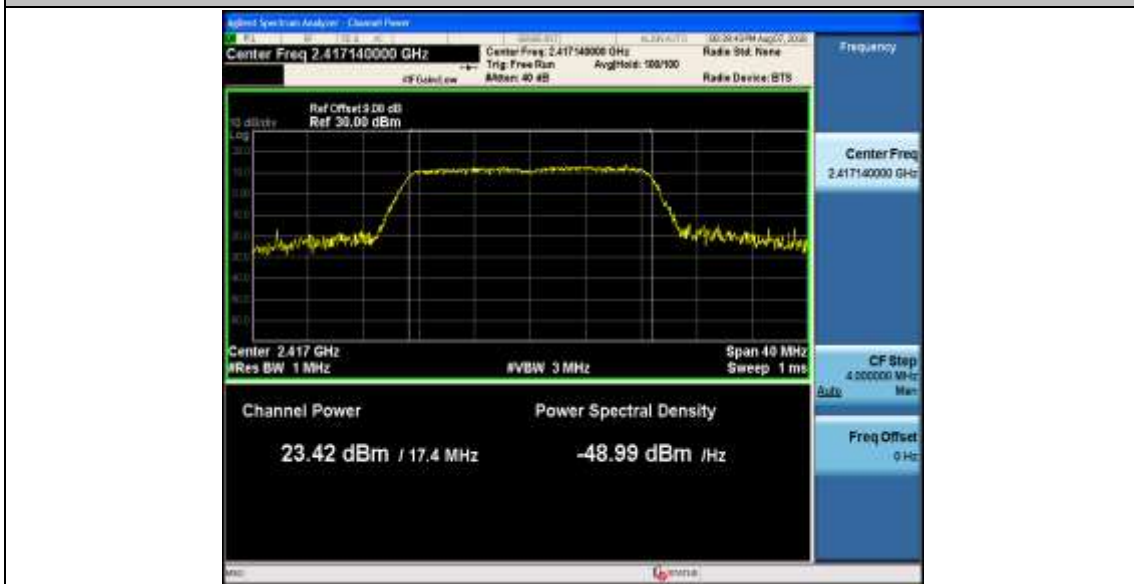 Agilent Spectrum Analyzer - Channel Power
Center Freq 2.417140000 GHz
Center Freq: 2.417140000 GHz
Radio Std: None
Trig: Free Run
Avg|Hold: 100/100
#IFGain:Low
#Atten: 40 dB
Radio Device: BTS
Ref Offset 9.00 dB
10 dB/div
Ref 30.00 dBm
Log
Center 2.417 GHz
Span 40 MHz
#Res BW 1 MHz
#VBW 3 MHz
Sweep 1 ms
Channel Power
Power Spectral Density
23.42 dBm / 17.4 MHz
-48.99 dBm /Hz
Frequency
Center Freq
2.417140000 GHz
CF Step
4.000000 MHz
Auto Man
Freq Offset
0 Hz
MSG
STATUS